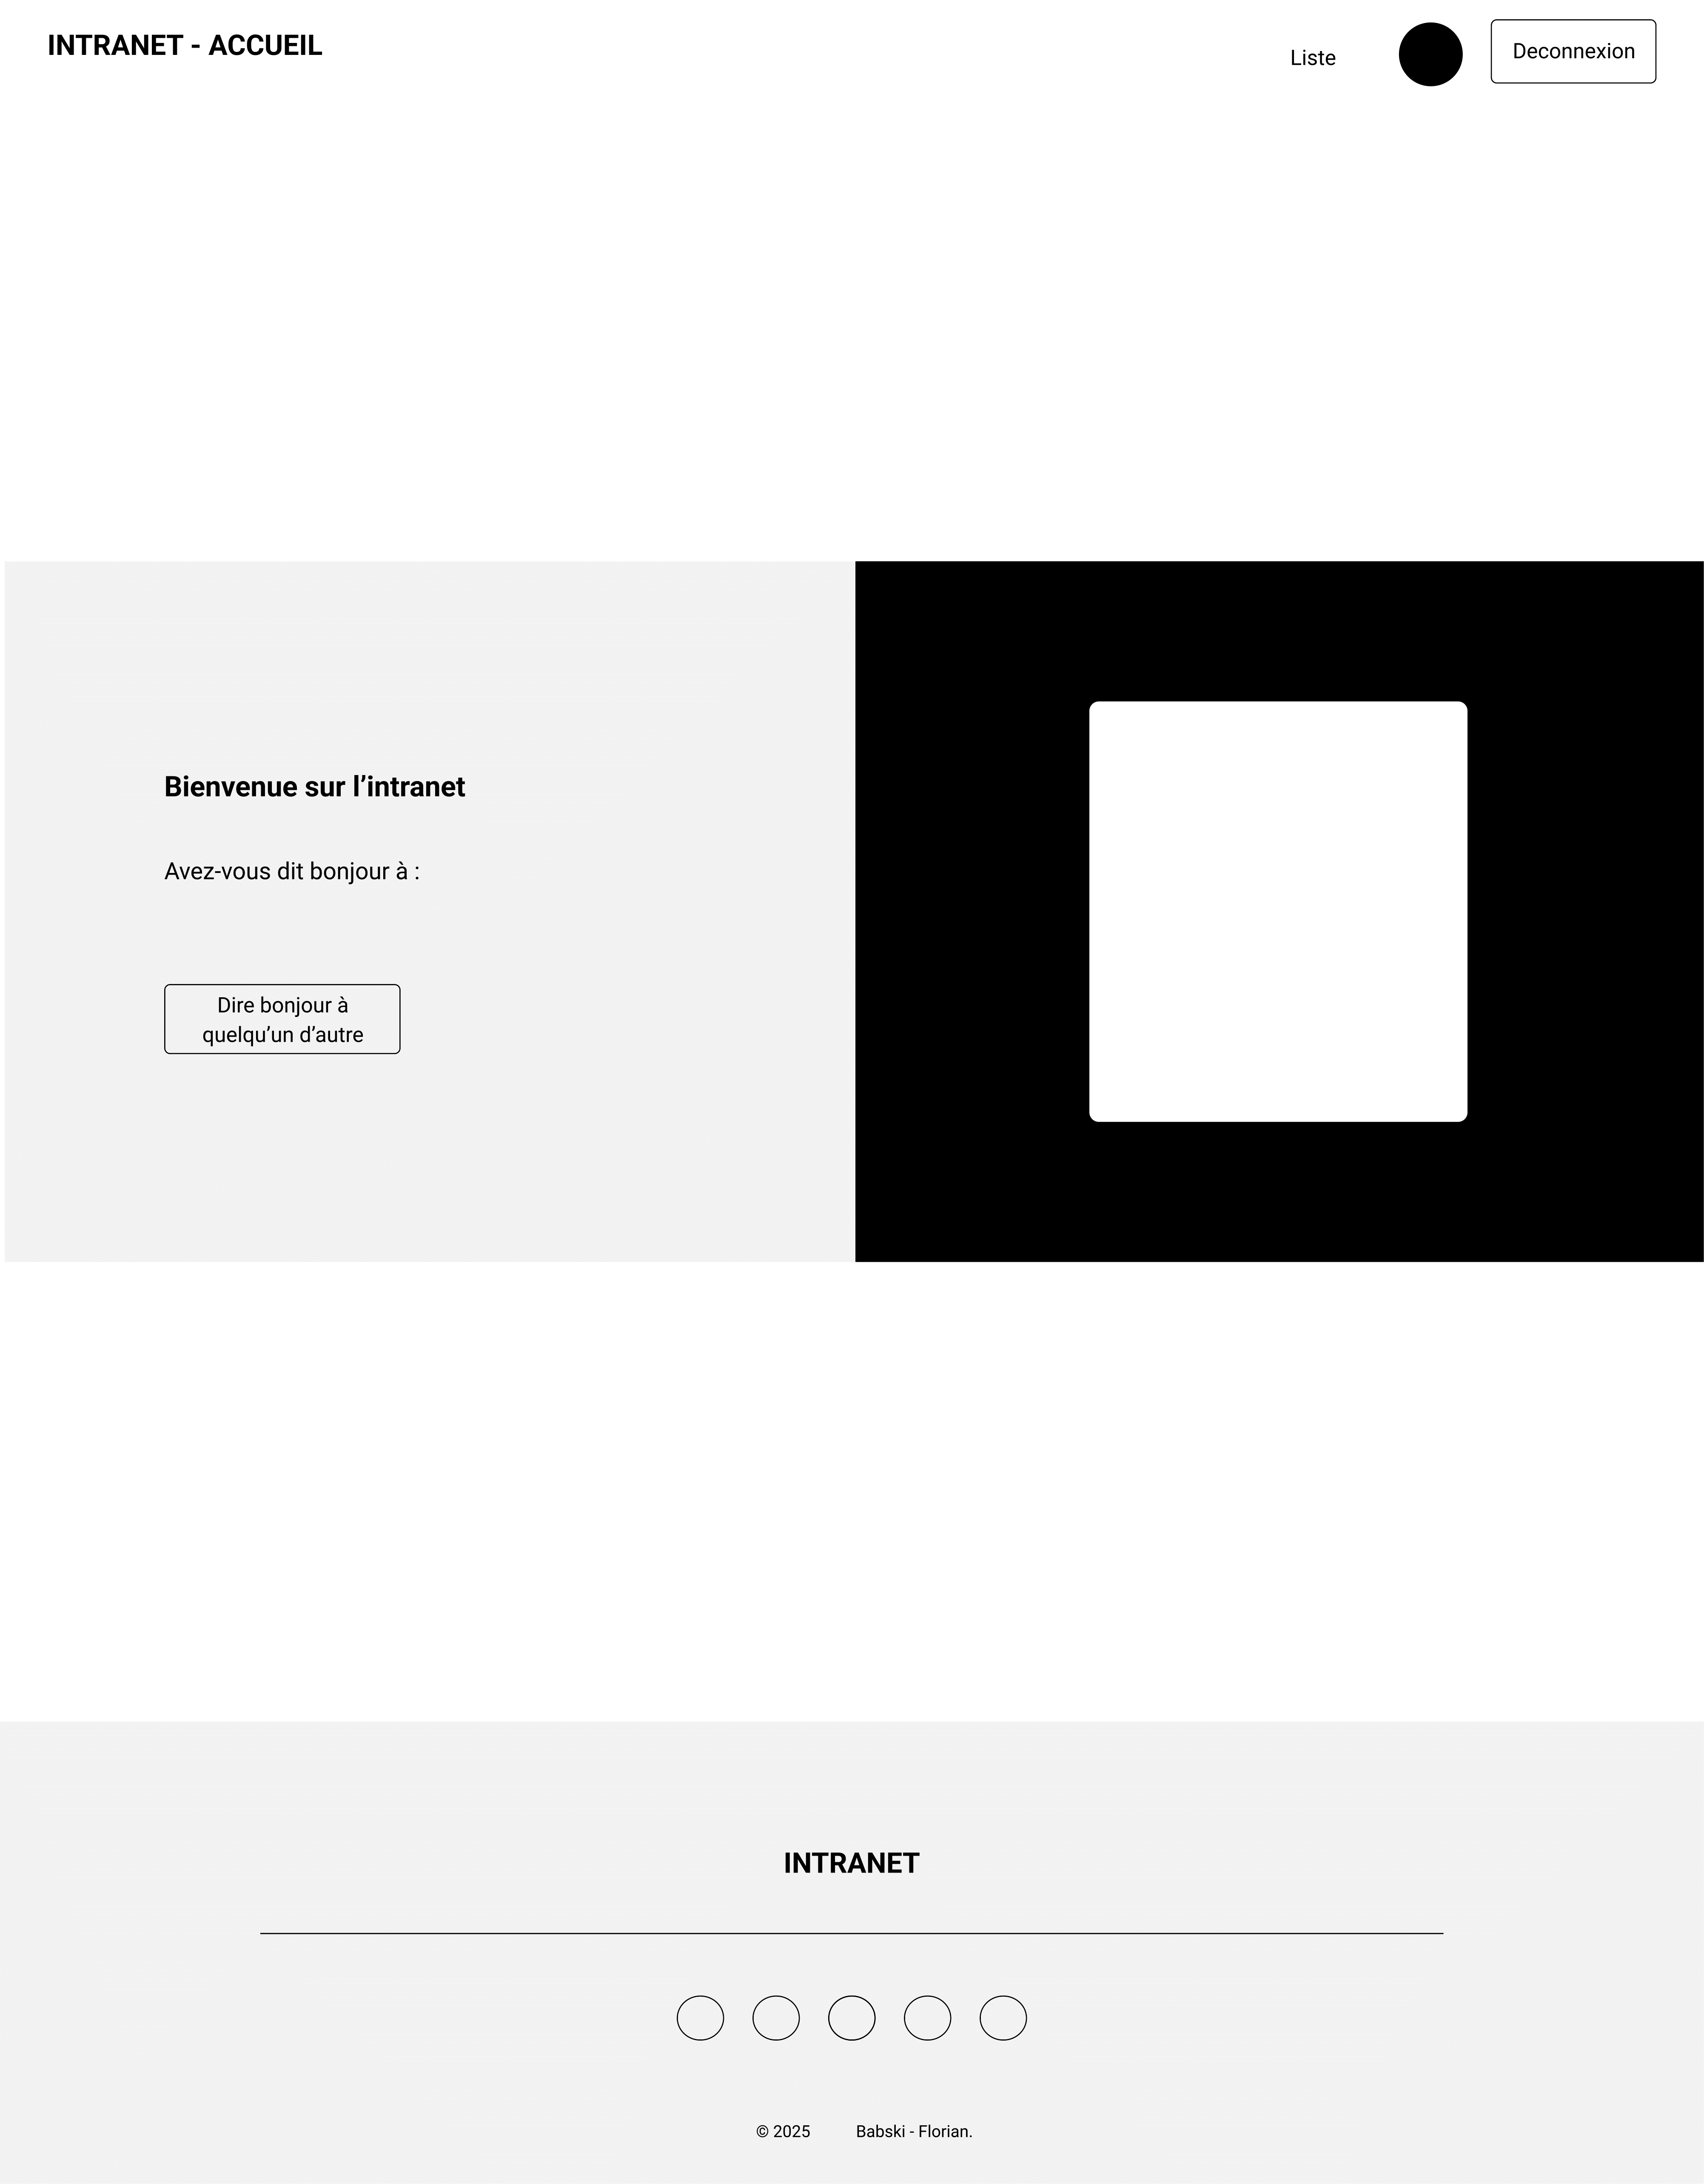 INTRANET - ACCUEIL
Liste
Deconnexion
Bienvenue sur l’intranet
Avez-vous dit bonjour à :
Dire bonjour à
quelqu’un d’autre
INTRANET
© 2025 Babski - Florian.